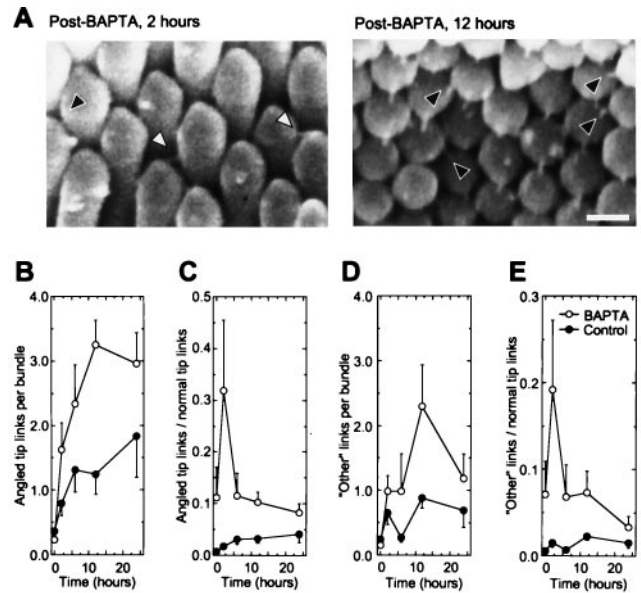 A
Post-BAPTA, 2 hours
Post-BAPTA, 12 hours
B
Angled tip links per bundle
4.0
3.0
2.0
1.0
0.0
0 10 20
Time (hours)
C
Angled tip links / normal tip links
0.5
0.4
0.3
0.2
0.1
0.0
0 10 20
Time (hours)
D
"Other" links per bundle
4.0
3.0
2.0
1.0
0.0
0 10 20
Time (hours)
E
"Other" links / normal tip links
0.3
0.2
0.1
0.0
0 10 20
Time (hours)
BAPTA
Control